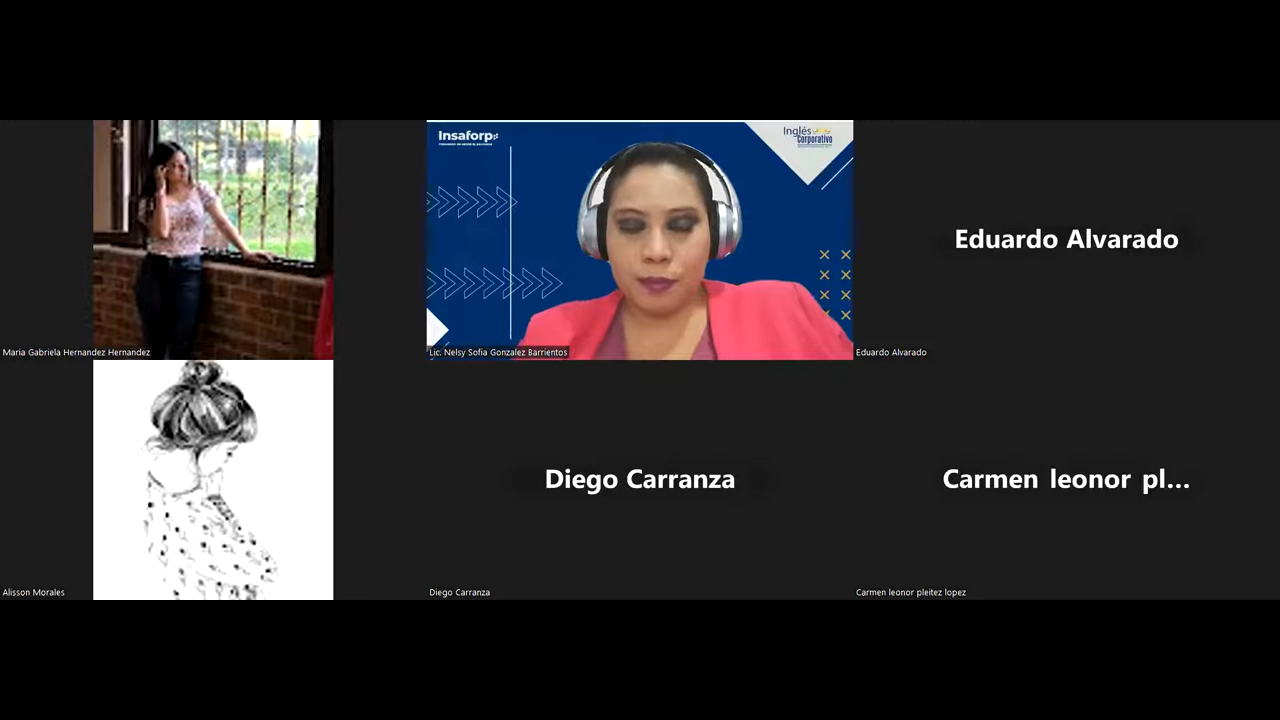 Insaforp
Inglés
Corporativo
Eduardo Alvarado
Maria Gabriela Hernandez Hernandez
Lic. Nelsy Sofia Gonzalez Barrientos
Eduardo Alvarado
Diego Carranza
Carmen leonor pl...
Alisson Morales
Diego Carranza
Carmen leonor pleitez lopez